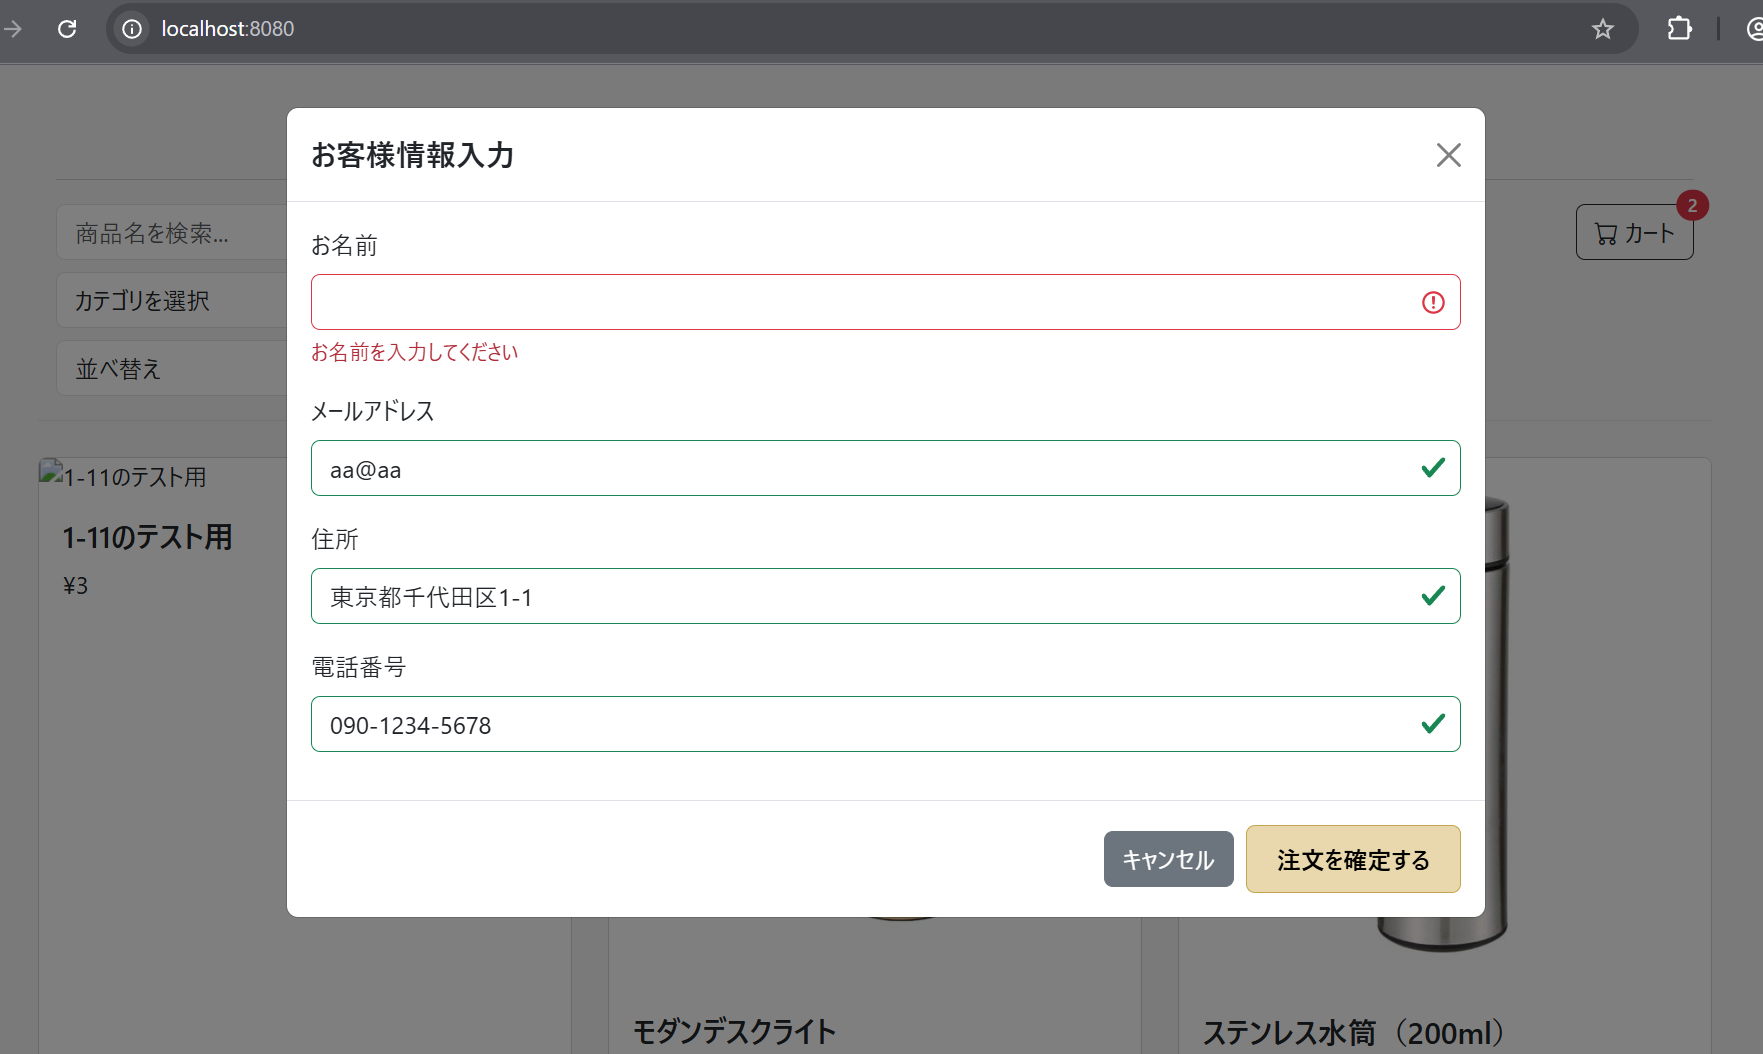 localhost:8080
お客様情報入力
お名前
お名前を入力してください
メールアドレス
aa@aa
住所
東京都千代田区1-1
電話番号
090-1234-5678
キャンセル
注文を確定する
商品名を検索...
カテゴリを選択
並べ替え
2
カート
1-11のテスト用
1-11のテスト用
¥3
モダンデスクライト
ステンレス水筒（200ml）